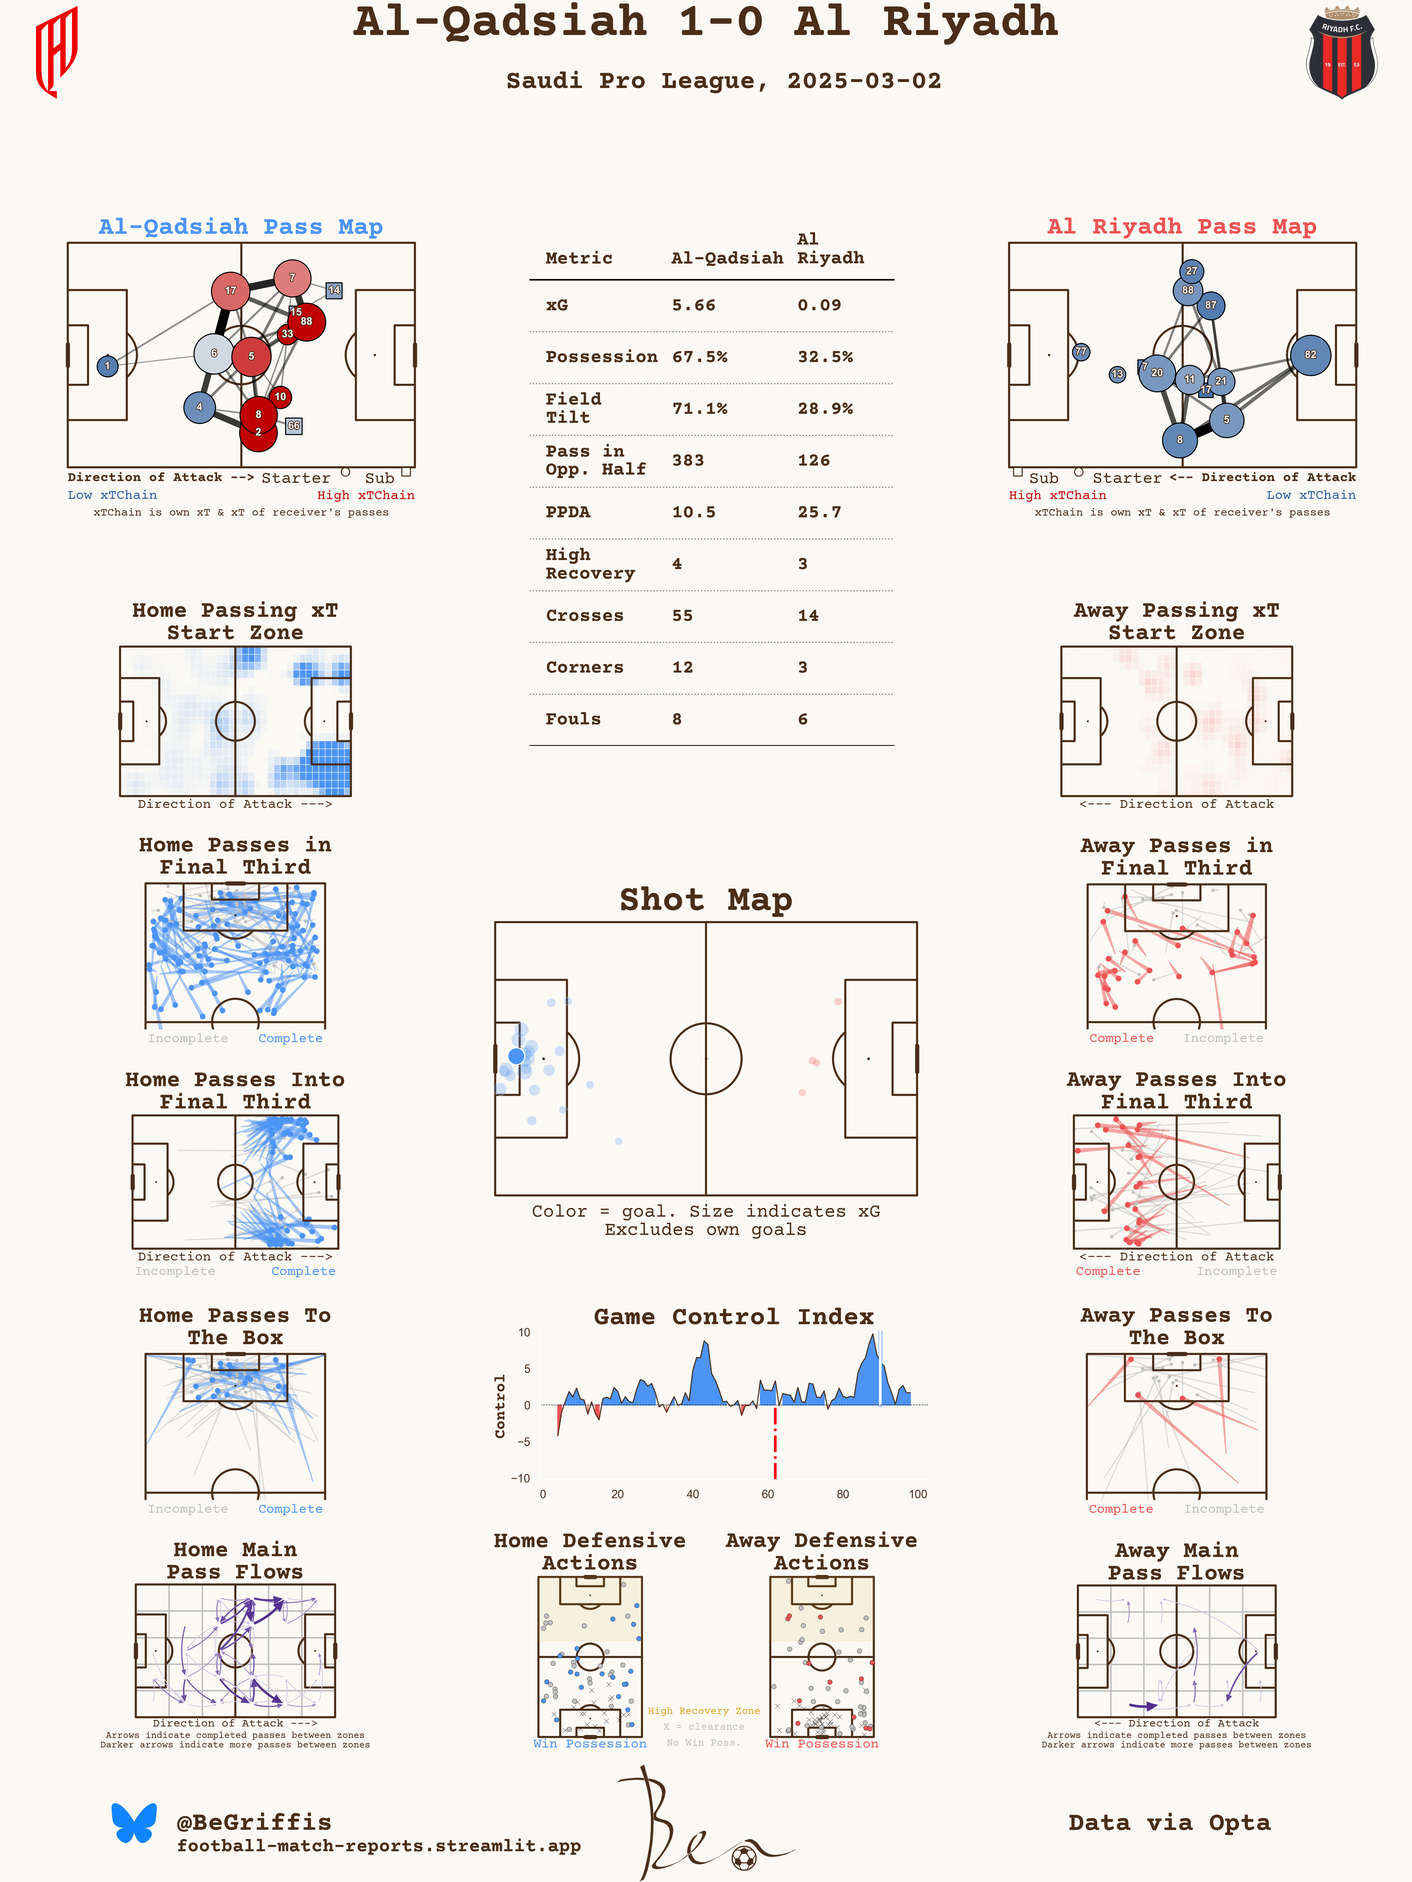 Al-Qadsiah 1-0 Al Riyadh
Saudi Pro League, 2025-03-02
RIYADH F.C.
19 EST. 53
Al-Qadsiah Pass Map
7
17
14
15
88
33
6
5
1
10
4
8
66
2
Direction of Attack -->
Starter
Sub
Low xTChain
High xTChain
xTChain is own xT & xT of receiver's passes
Metric Al-Qadsiah Al Riyadh
xG 5.66 0.09
Possession 67.5% 32.5%
Field Tilt 71.1% 28.9%
Pass in Opp. Half 383 126
PPDA 10.5 25.7
High Recovery 4 3
Crosses 55 14
Corners 12 3
Fouls 8 6
Al Riyadh Pass Map
27
88
87
77
82
7
13
20
11
21
17
5
8
Sub
Starter
<-- Direction of Attack
High xTChain
Low xTChain
xTChain is own xT & xT of receiver's passes
Home Passing xT
Start Zone
Direction of Attack --->
Away Passing xT
Start Zone
<--- Direction of Attack
Home Passes in
Final Third
Incomplete
Complete
Shot Map
Color = goal. Size indicates xG
Excludes own goals
Away Passes in
Final Third
Complete
Incomplete
Home Passes Into
Final Third
Direction of Attack --->
Incomplete
Complete
Away Passes Into
Final Third
<--- Direction of Attack
Complete
Incomplete
Home Passes To
The Box
Incomplete
Complete
Game Control Index
Control
10
5
0
−5
−10
0 20 40 60 80 100
Away Passes To
The Box
Complete
Incomplete
Home Main
Pass Flows
Direction of Attack --->
Arrows indicate completed passes between zones
Darker arrows indicate more passes between zones
Home Defensive
Actions
Win Possession
High Recovery Zone
X = clearance
No Win Poss.
Away Defensive
Actions
Win Possession
Away Main
Pass Flows
<--- Direction of Attack
Arrows indicate completed passes between zones
Darker arrows indicate more passes between zones
@BeGriffis
football-match-reports.streamlit.app
Ben
Data via Opta